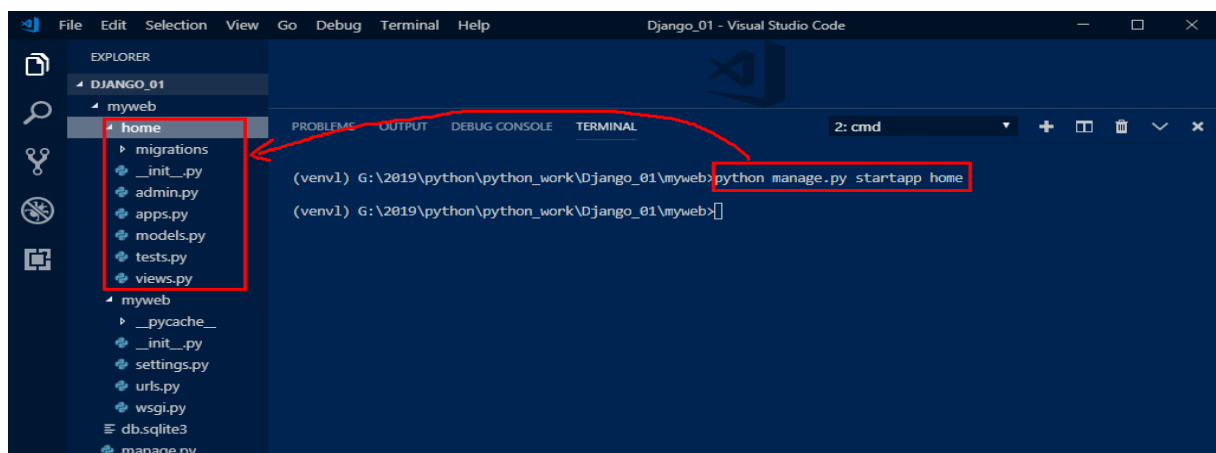 File Edit Selection View Go Debug Terminal Help Django_01 - Visual Studio Code
EXPLORER
DJANGO_01
myweb
home
migrations
__init__.py
admin.py
apps.py
models.py
tests.py
views.py
myweb
__pycache__
__init__.py
settings.py
urls.py
wsgi.py
db.sqlite3
manage.py
PROBLEMS OUTPUT DEBUG CONSOLE TERMINAL 2: cmd
(venv1) G:\2019\python\python_work\Django_01\myweb>python manage.py startapp home
(venv1) G:\2019\python\python_work\Django_01\myweb>